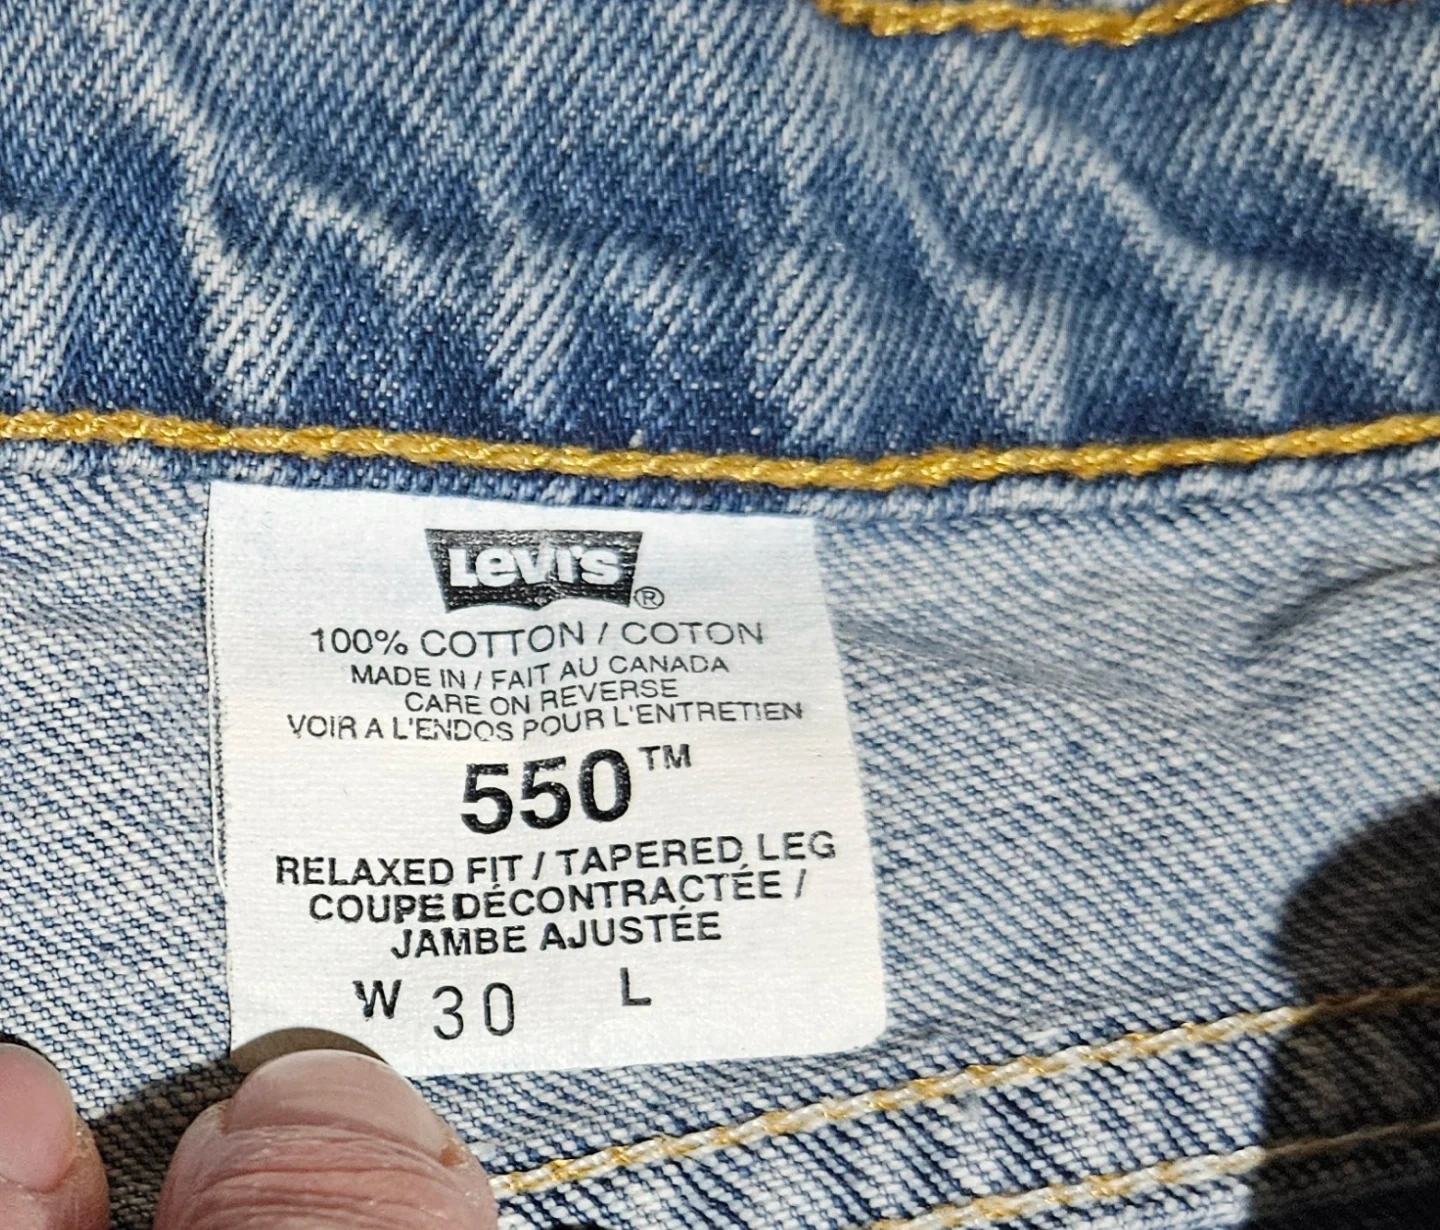 Levi's®
100% COTTON / COTON
MADE IN / FAIT AU CANADA
CARE ON REVERSE
VOIR A L'ENDOS POUR L'ENTRETIEN
550™
RELAXED FIT / TAPERED LEG
COUPE DÉCONTRACTÉE /
JAMBE AJUSTÉE
W 30 L